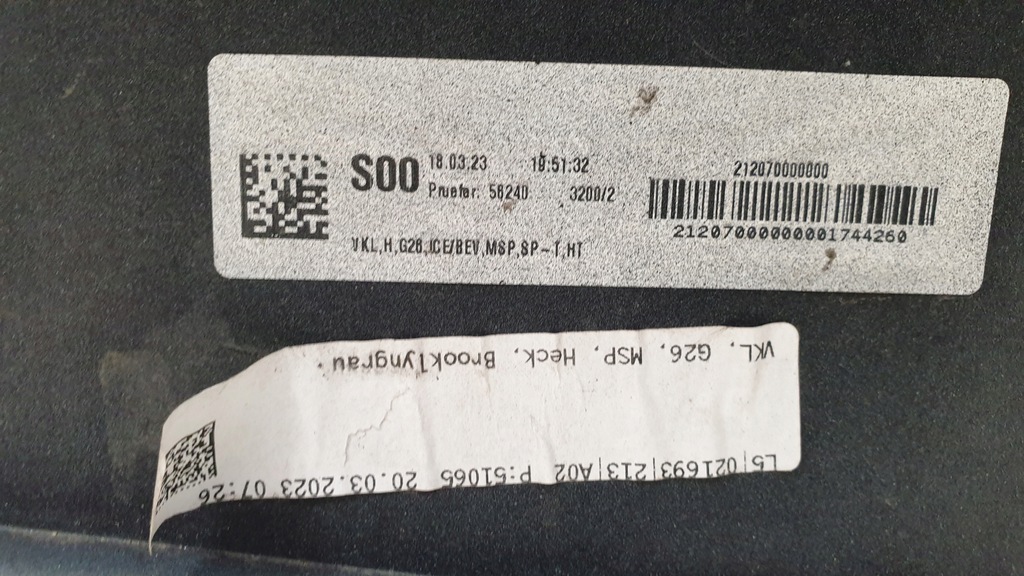 S00
18.03.23 19:51:32
Pruefer: 58240 3200/2
VKL,H,G26,ICE/BEV,MSP,SP-T,HT
212070000000
21207000000001744260
VKL, G26, MSP, Heck, Brooklyngrau.
L5|021693|213|A02 P:51065 20.03.2023 07:26